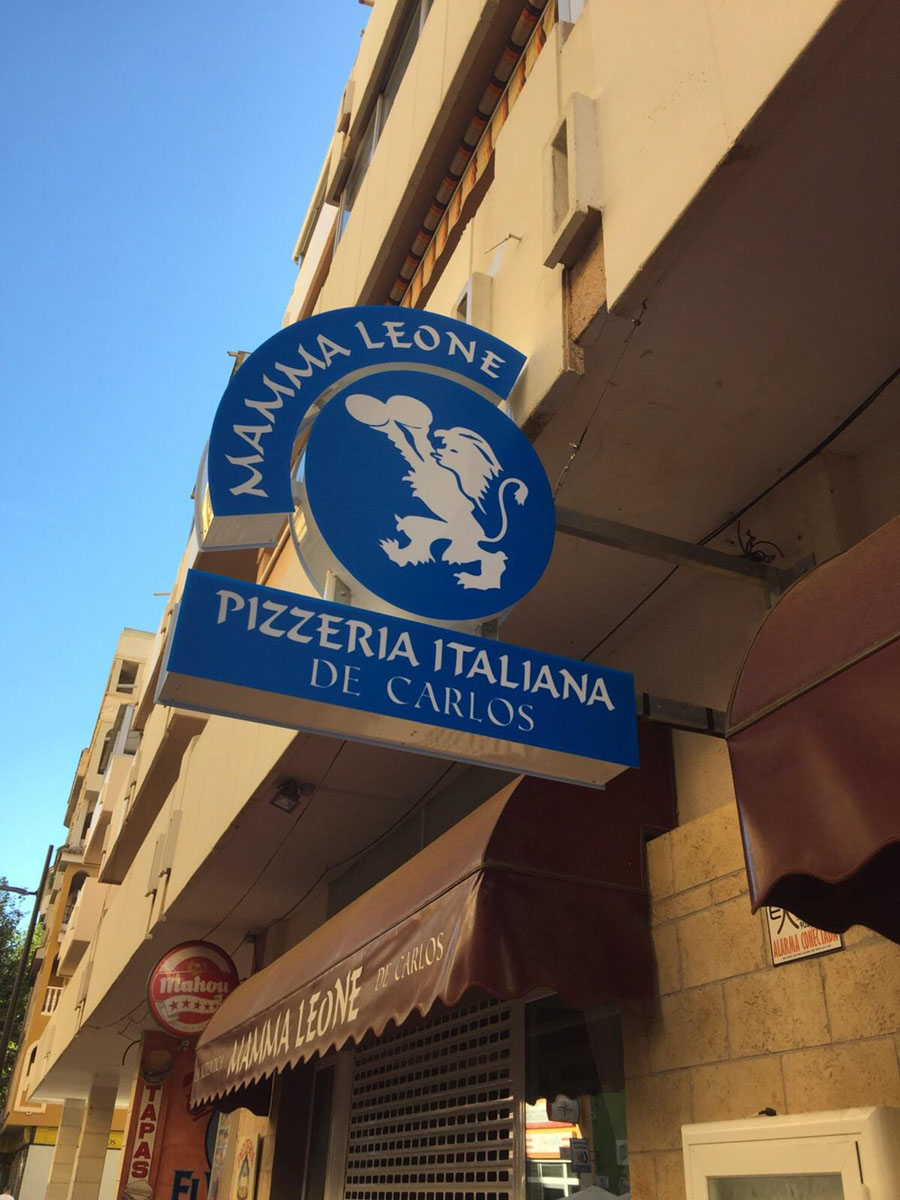 MAMMA LEONE
PIZZERIA ITALIANA
DE CARLOS
MAMMA LEONE DE CARLOS
Mahou
TAPAS
ALARMA CONECTADA